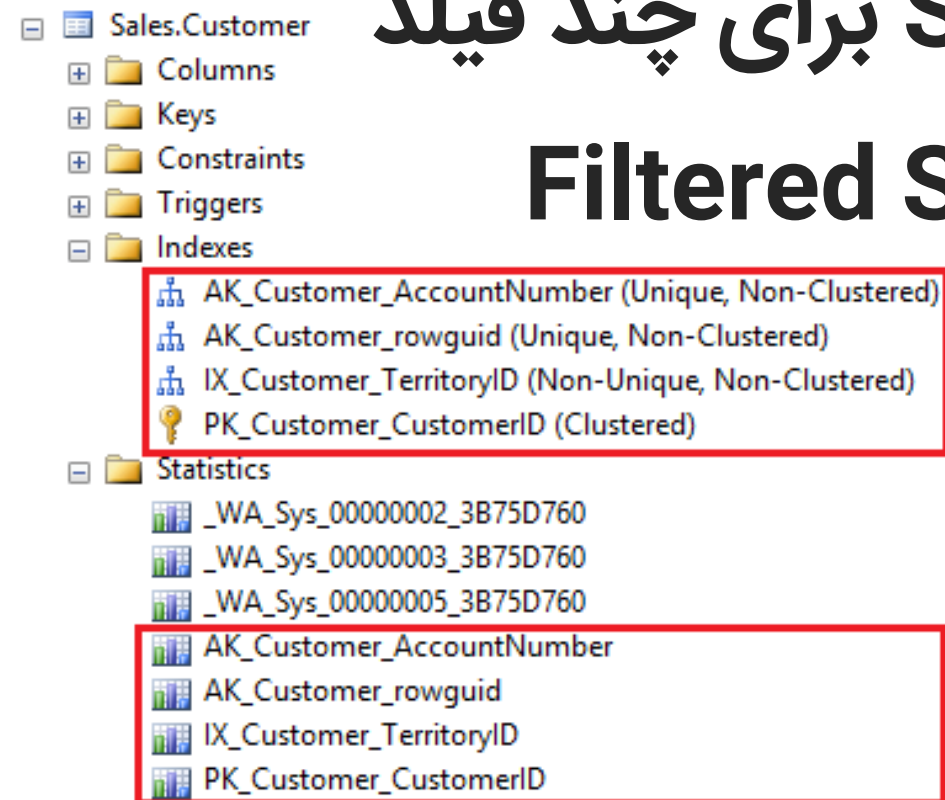 Sales.Customer
برای چند فیلد S
Columns
Keys
Constraints
Filtered S
Triggers
Indexes
AK_Customer_AccountNumber (Unique, Non-Clustered)
AK_Customer_rowguid (Unique, Non-Clustered)
IX_Customer_TerritoryID (Non-Unique, Non-Clustered)
PK_Customer_CustomerID (Clustered)
Statistics
_WA_Sys_00000002_3B75D760
_WA_Sys_00000003_3B75D760
_WA_Sys_00000005_3B75D760
AK_Customer_AccountNumber
AK_Customer_rowguid
IX_Customer_TerritoryID
PK_Customer_CustomerID